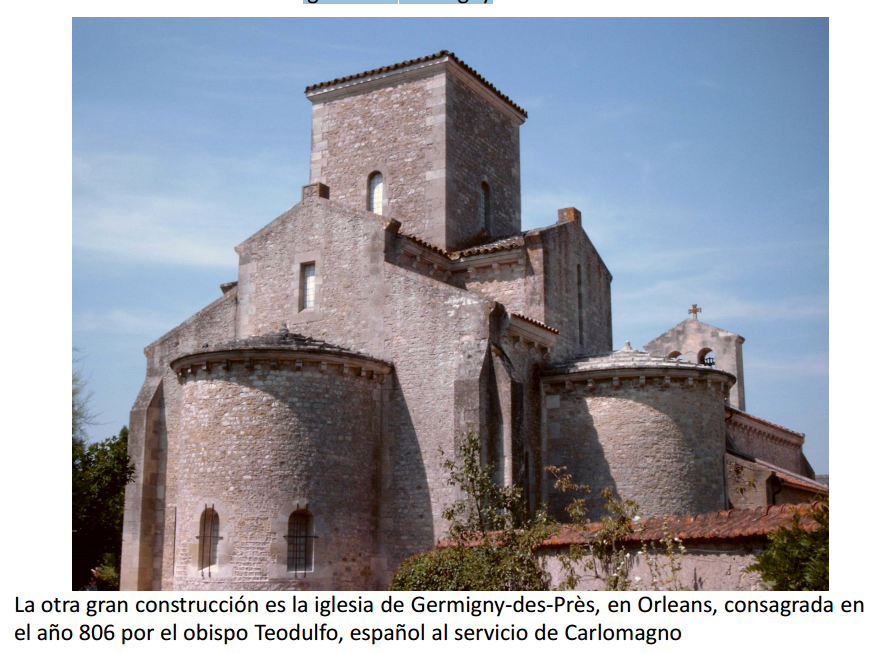 La otra gran construcción es la iglesia de Germigny-des-Près, en Orleans, consagrada en
el año 806 por el obispo Teodulfo, español al servicio de Carlomagno